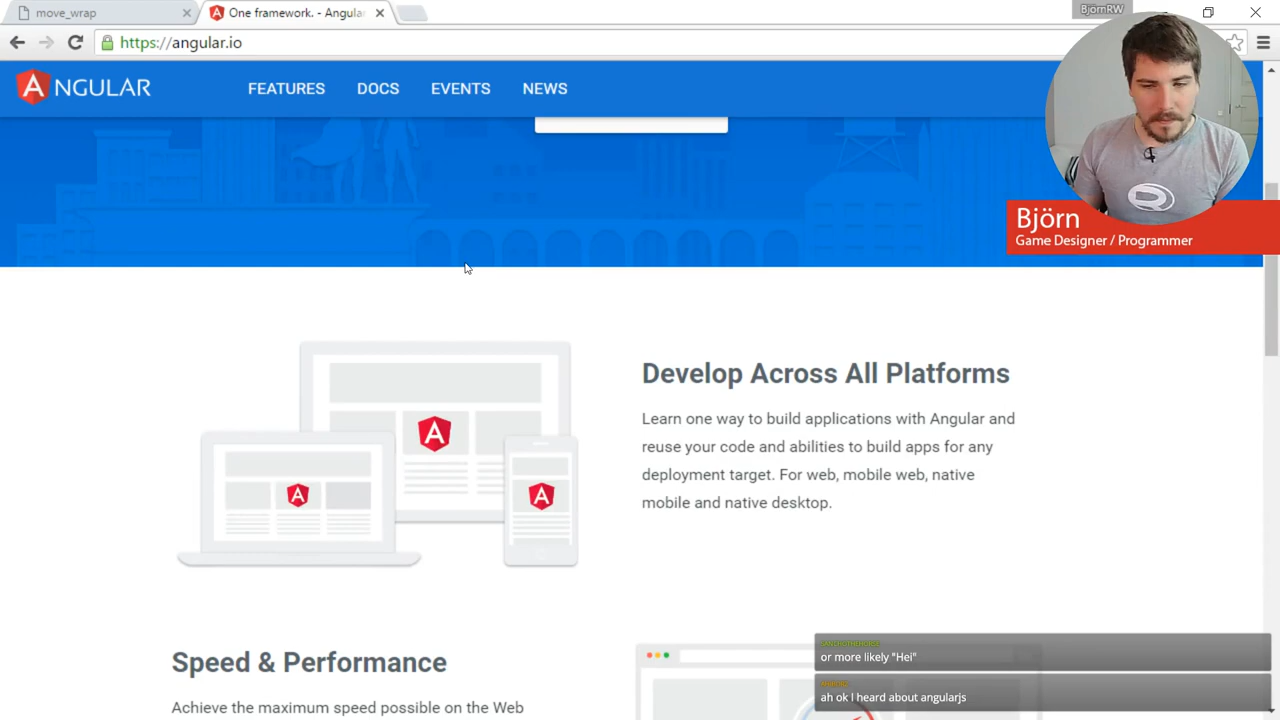 move_wrap
One framework. - Angular
BjörnRW
https://angular.io
ANGULAR
FEATURES
DOCS
EVENTS
NEWS
Björn
Game Designer / Programmer
Develop Across All Platforms
Learn one way to build applications with Angular and
reuse your code and abilities to build apps for any
deployment target. For web, mobile web, native
mobile and native desktop.
Speed & Performance
Achieve the maximum speed possible on the Web
or more likely "Hei"
ah ok I heard about angularjs